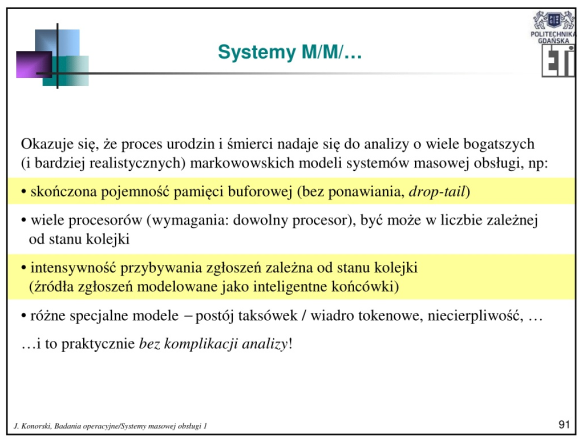 POLITECHNIKA
GDAŃSKA
ETI
Systemy M/M/…
Okazuje się, że proces urodzin i śmierci nadaje się do analizy o wiele bogatszych
(i bardziej realistycznych) markowowskich modeli systemów masowej obsługi, np:
• skończona pojemność pamięci buforowej (bez ponawiania, drop-tail)
• wiele procesorów (wymagania: dowolny procesor), być może w liczbie zależnej
od stanu kolejki
• intensywność przybywania zgłoszeń zależna od stanu kolejki
(źródła zgłoszeń modelowane jako inteligentne końcówki)
• różne specjalne modele – postój taksówek / wiadro tokenowe, niecierpliwość, …
…i to praktycznie bez komplikacji analizy!
J. Konorski, Badania operacyjne/Systemy masowej obsługi 1
91